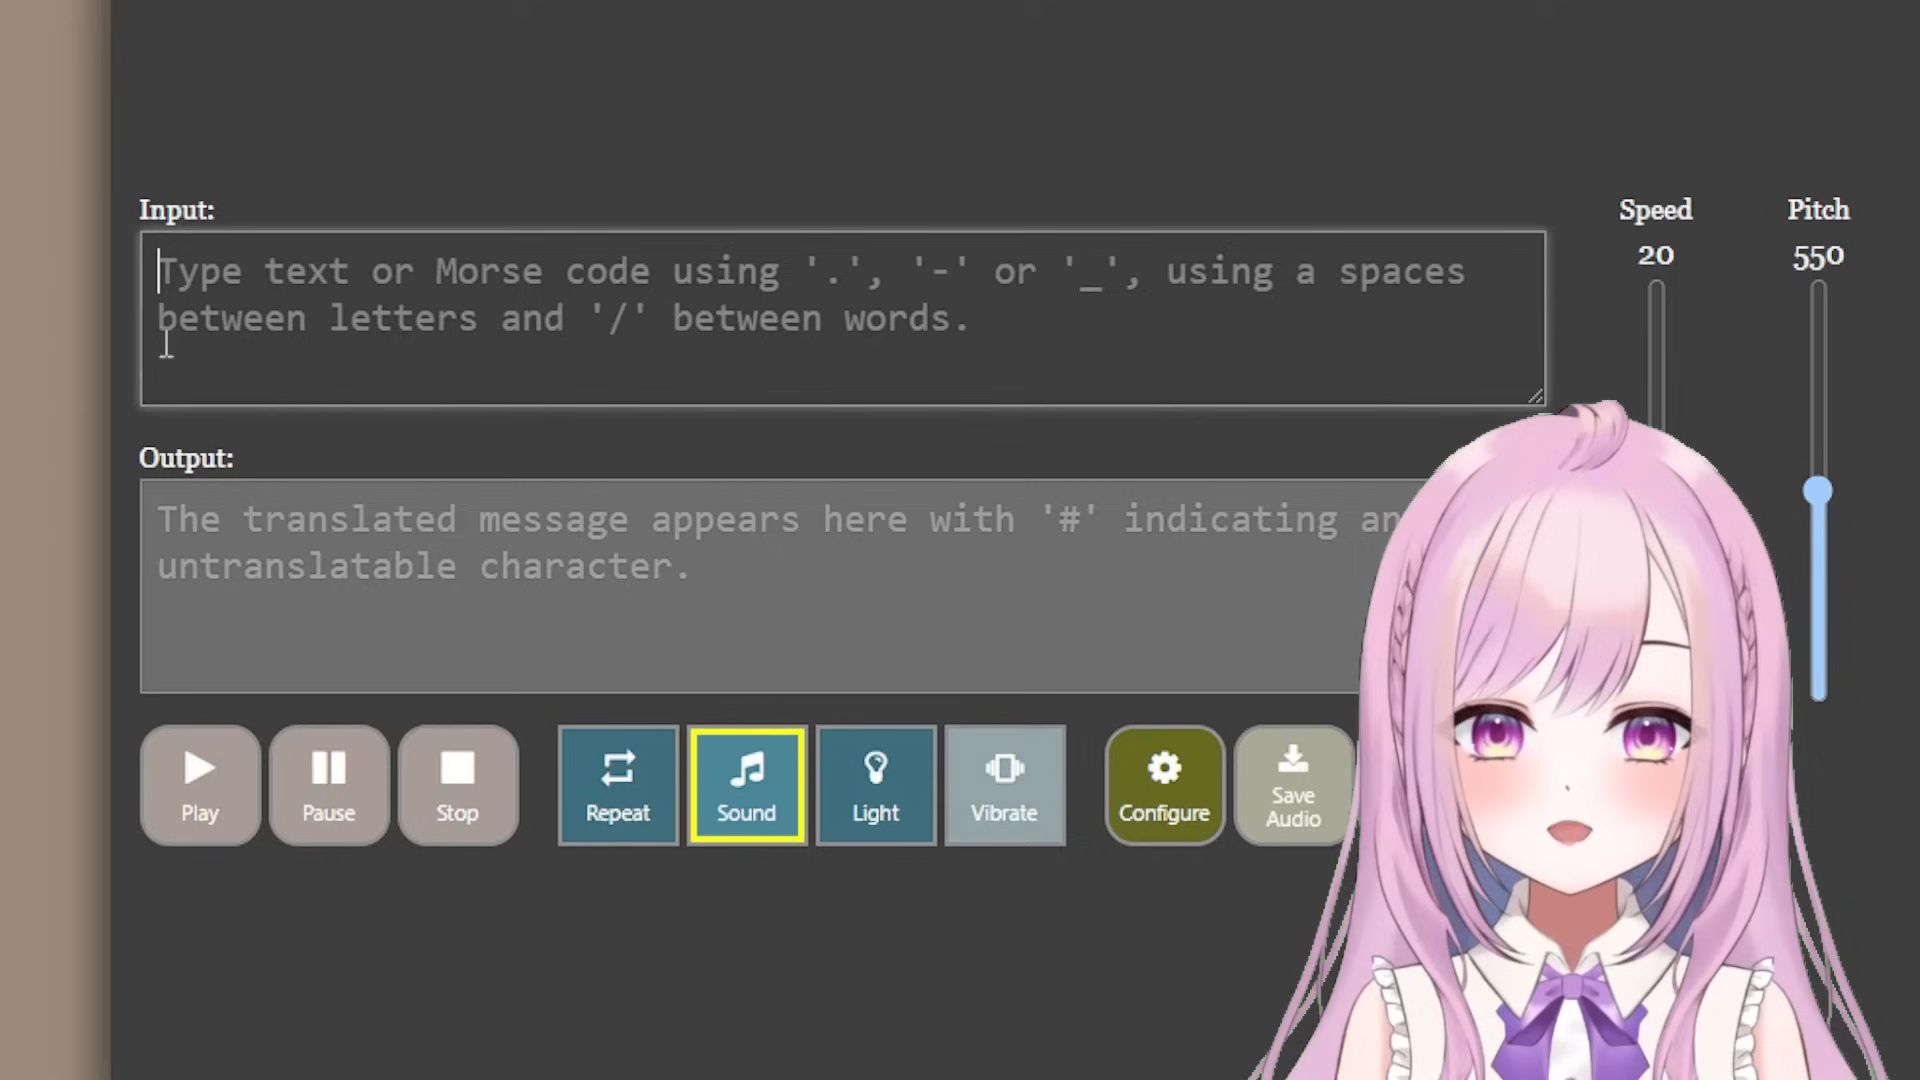 Input:
Type text or Morse code using '.', '-' or '_', using a spaces
between letters and '/' between words.
Speed
20
Pitch
550
Output:
The translated message appears here with '#' indicating an
untranslatable character.
Play
Pause
Stop
Repeat
Sound
Light
Vibrate
Configure
Save
Audio